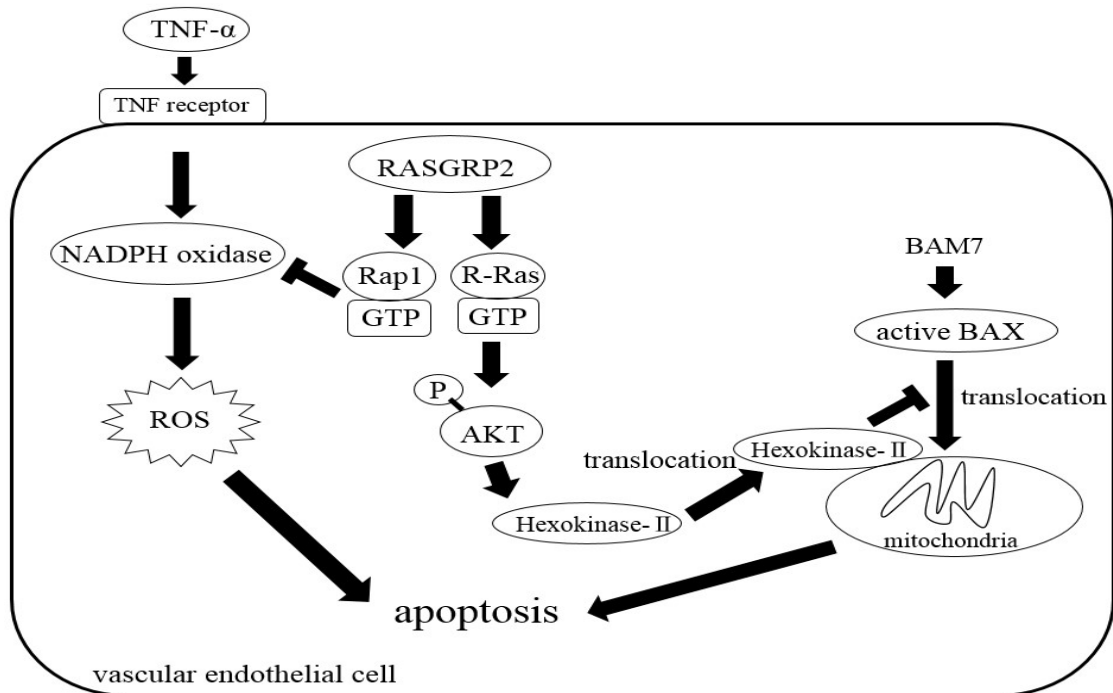 TNF-α
TNF receptor
RASGRP2
NADPH oxidase
Rap1
GTP
R-Ras
GTP
BAM7
active BAX
translocation
ROS
P
AKT
translocation
Hexokinase-Ⅱ
Hexokinase-Ⅱ
mitochondria
apoptosis
vascular endothelial cell